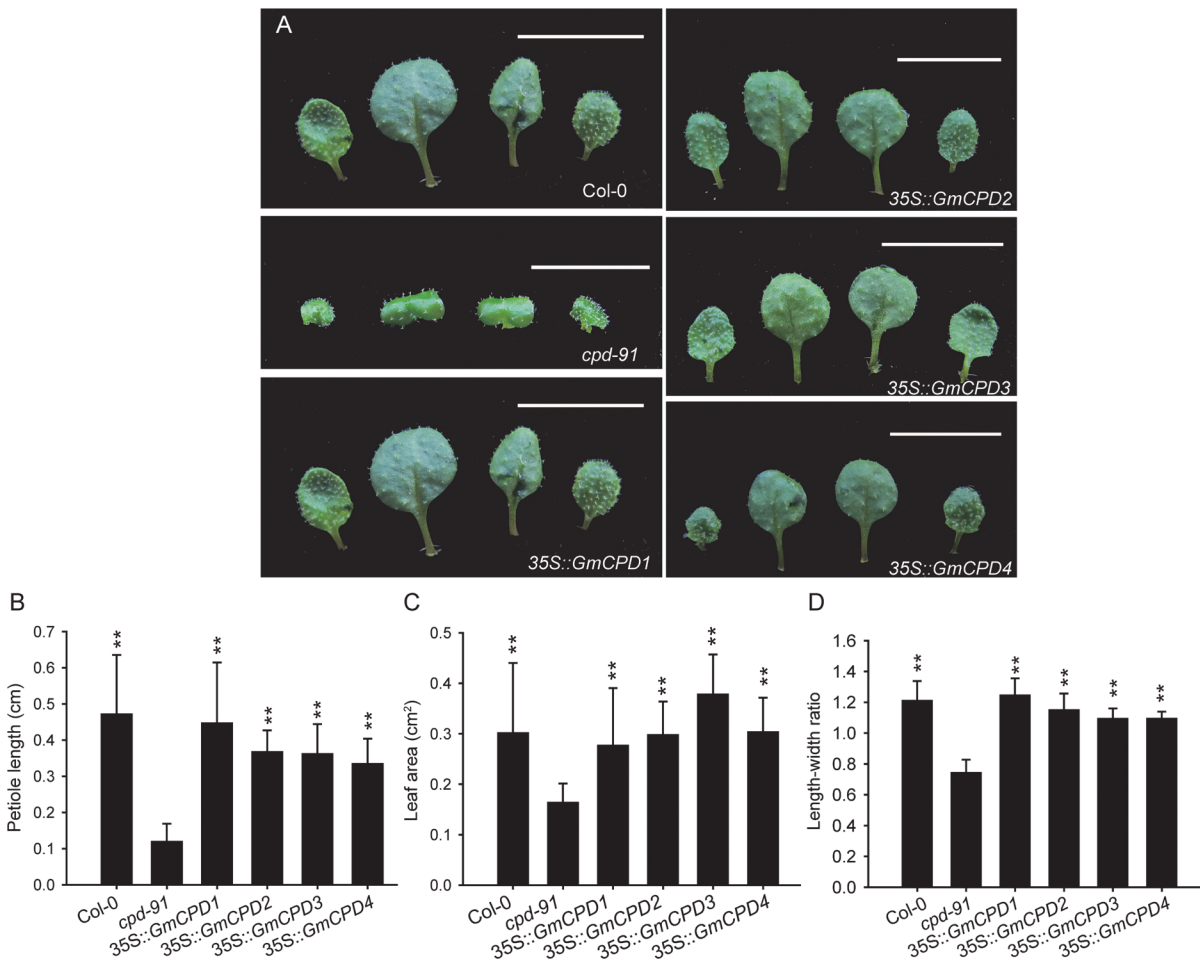 A
Col-0
cpd-91
35S::GmCPD1
35S::GmCPD2
35S::GmCPD3
35S::GmCPD4
B
Petiole length (cm)
0.7
0.6
0.5
0.4
0.3
0.2
0.1
0.0
**
**
**
**
**
Col-0
cpd-91
35S::GmCPD1
35S::GmCPD2
35S::GmCPD3
35S::GmCPD4
C
Leaf area (cm²)
0.5
0.4
0.3
0.2
0.1
0.0
**
**
**
**
**
Col-0
cpd-91
35S::GmCPD1
35S::GmCPD2
35S::GmCPD3
35S::GmCPD4
D
Length-width ratio
1.6
1.4
1.2
1.0
0.8
0.6
0.4
0.2
0.0
**
**
**
**
**
Col-0
cpd-91
35S::GmCPD1
35S::GmCPD2
35S::GmCPD3
35S::GmCPD4